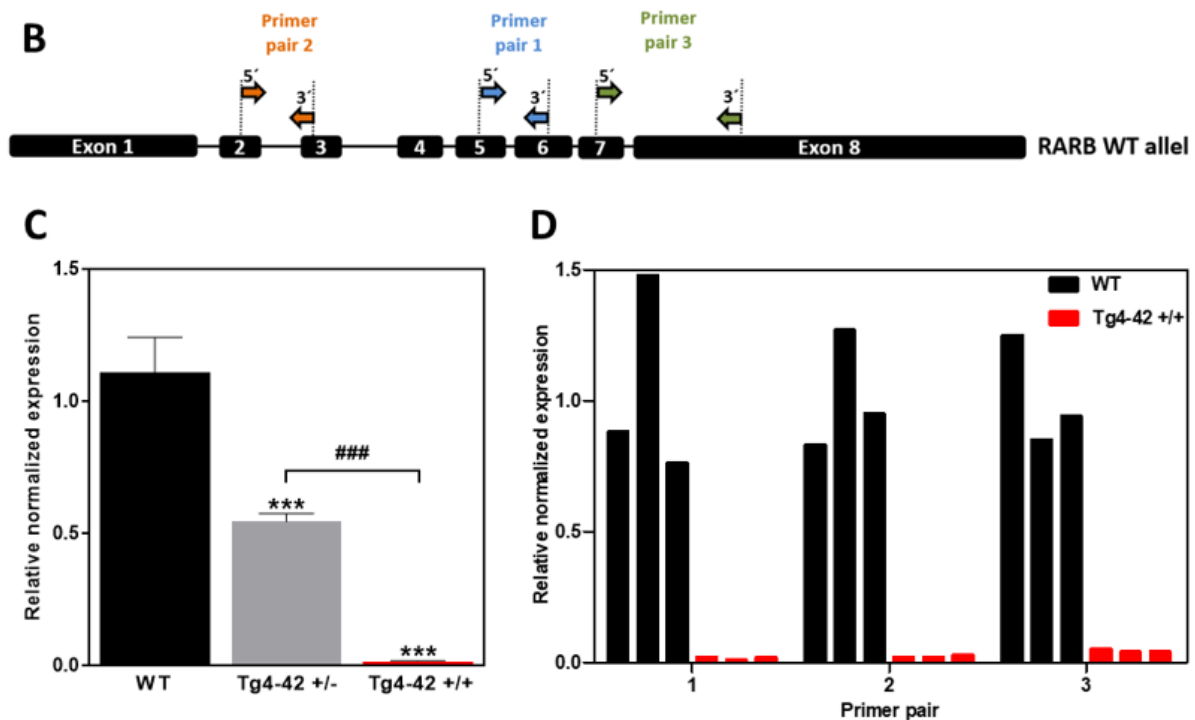 B
Primer pair 2
Primer pair 1
Primer pair 3
5´ 3´ 5´ 3´ 5´ 3´
Exon 1 2 3 4 5 6 7 Exon 8 RARB WT allel
C
Relative normalized expression
1.5
1.0
0.5
0.0
###
***
***
WT Tg4-42 +/- Tg4-42 +/+
D
Relative normalized expression
1.5
1.0
0.5
0.0
WT
Tg4-42 +/+
1 2 3
Primer pair